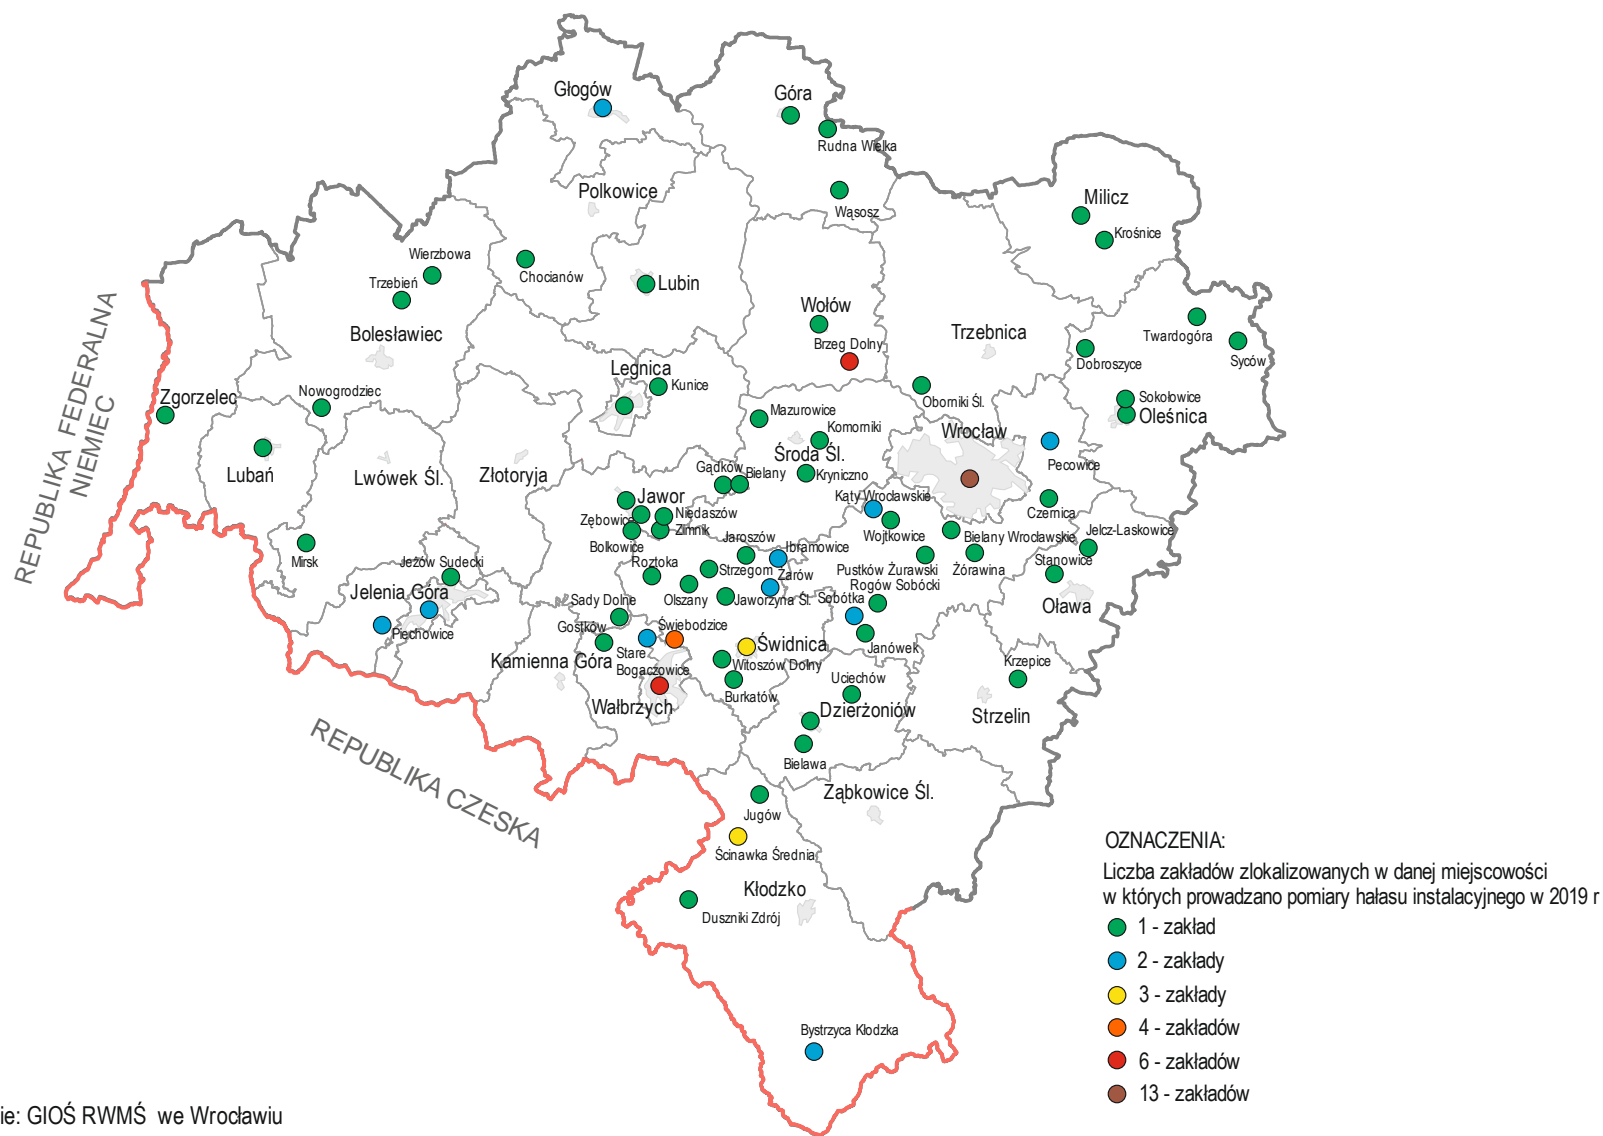 Głogów
Góra
Rudna Wielka
Polkowice
Wąsosz
Milicz
Krośnice
Wierzbowa
Trzebień
Chocianów
Lubin
Bolesławiec
Wołów
Brzeg Dolny
Trzebnica
Twardogóra
Syców
Dobroszyce
REPUBLIKA FEDERALNA
NIEMIEC
Zgorzelec
Nowogrodziec
Legnica
Kunice
Oborniki Śl.
Sokołowice
Oleśnica
Mazurowice
Komorniki
Wrocław
Środa Śl.
Pecowice
Lubań
Lwówek Śl.
Złotoryja
Gądków
Bielany
Kryniczno
Kąty Wrocławskie
Jawor
Niedaszów
Zębowice
Zimnik
Bolkowice
Wojtkowice
Czernica
Bielany Wrocławskie
Jelcz-Laskowice
Mirsk
Jeżów Sudecki
Jaroszów
Ibramowice
Roztoka
Strzegom
Żarów
Pustków Żurawski
Żórawina
Stanowice
Rogów Sobócki
Jelenia Góra
Olszany
Jaworzyna Śl.
Sobótka
Oława
Sady Dolne
Piechowice
Gostków
Świebodzice
Świdnica
Janówek
Kamienna Góra
Stare
Bogaczowice
Witoszów Dolny
Krzepice
Burkatów
Uciechów
Wałbrzych
Dzierżoniów
Strzelin
REPUBLIKA CZESKA
Bielawa
Ząbkowice Śl.
Jugów
Ścinawka Średnia
Kłodzko
Duszniki Zdrój
Bystrzyca Kłodzka
OZNACZENIA:
Liczba zakładów zlokalizowanych w danej miejscowości
w których prowadzano pomiary hałasu instalacyjnego w 2019 r
1 - zakład
2 - zakłady
3 - zakłady
4 - zakładów
6 - zakładów
13 - zakładów
ie: GIOŚ RWMŚ we Wrocławiu